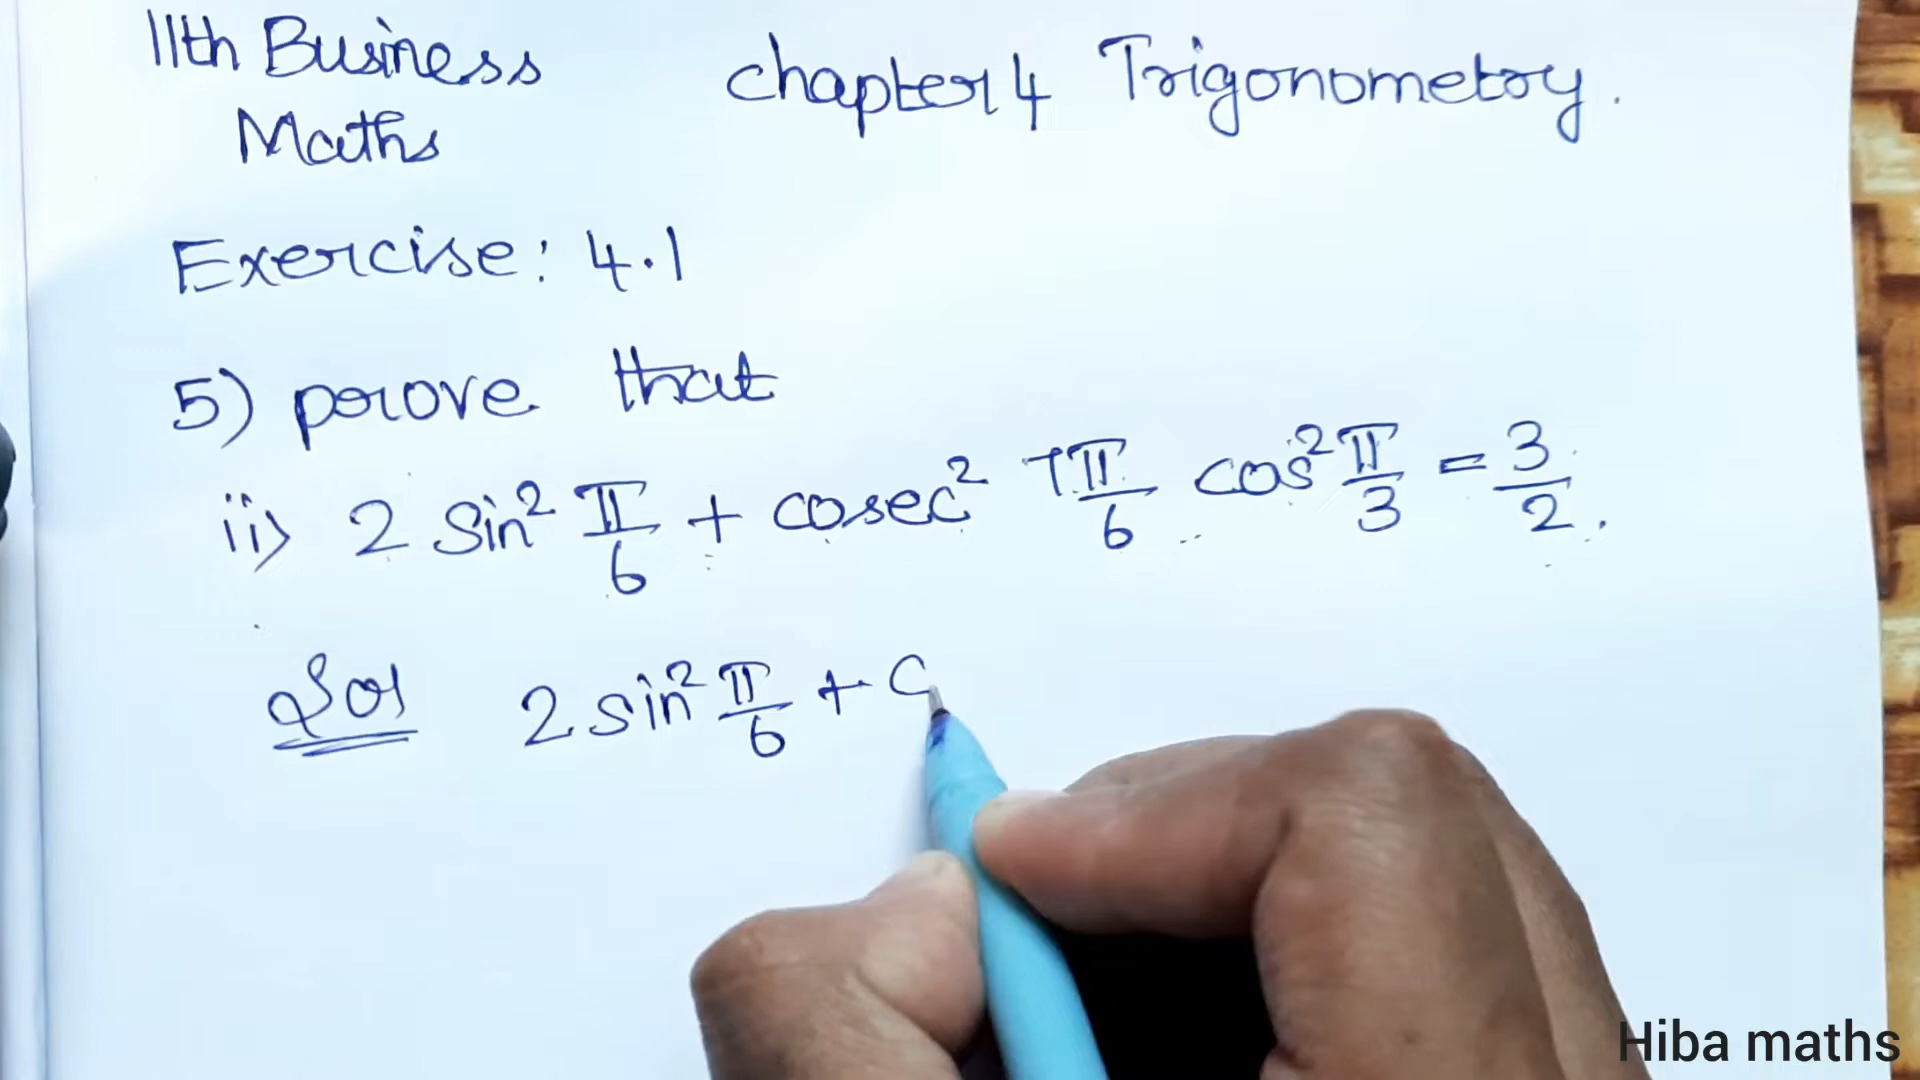 11th Business Chapter 4 Trigonometry.
Maths
Exercise: 4.1
5) prove that
ii) 2 sin² π/6 + cosec² 7π/6 cos² π/3 = 3/2.
Sol 2 sin² π/6 + c
Hiba maths